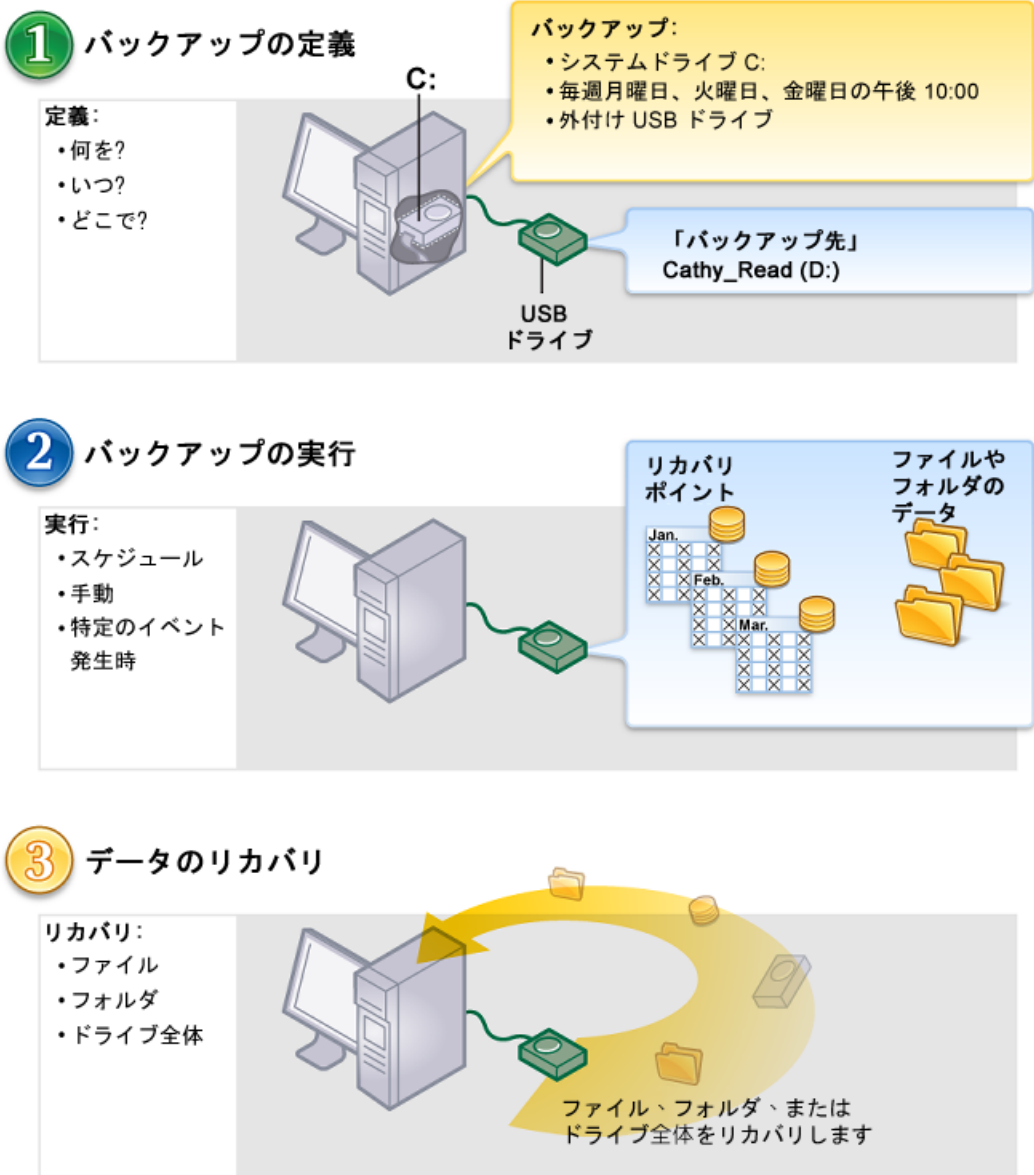 1 バックアップの定義
バックアップ:
•システムドライブ C:
•毎週月曜日、火曜日、金曜日の午後 10:00
•外付け USB ドライブ
C:
定義:
•何を?
•いつ?
•どこで?
「バックアップ先」
Cathy_Read (D:)
USB
ドライブ
2 バックアップの実行
実行:
•スケジュール
•手動
•特定のイベント
発生時
リカバリ
ポイント
ファイルや
フォルダの
データ
Jan.
Feb.
Mar.
3 データのリカバリ
リカバリ:
•ファイル
•フォルダ
•ドライブ全体
ファイル、フォルダ、または
ドライブ全体をリカバリします